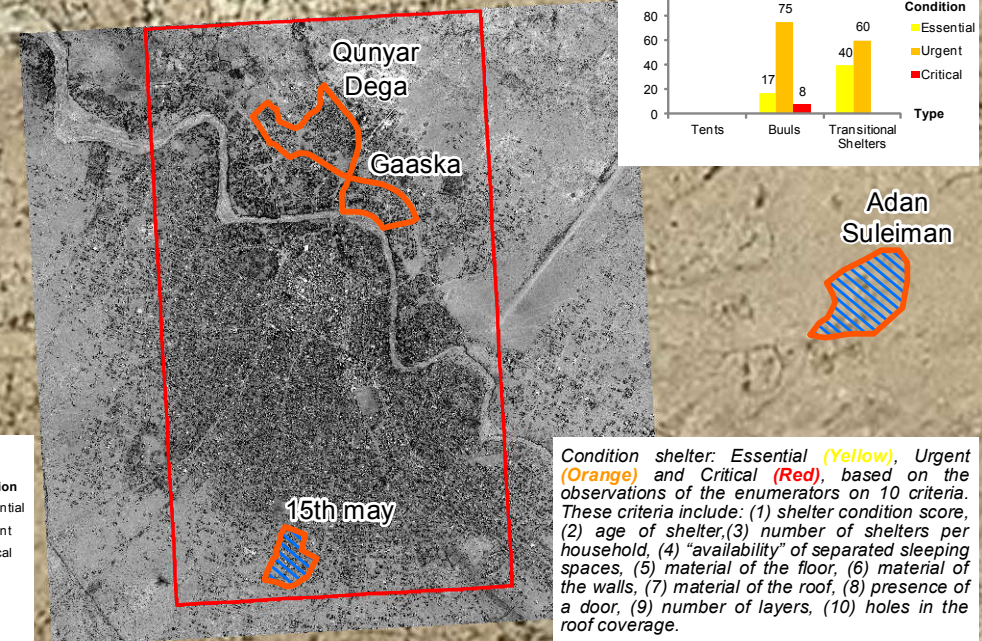 Condition
Essential
Urgent
Critical
Type
80
60
40
20
0
75
17
8
40
60
Tents
Buuls
Transitional
Shelters
Qunyar
Dega
Gaaska
Adan
Suleiman
15th may
Condition shelter: Essential (Yellow), Urgent
(Orange) and Critical (Red), based on the
observations of the enumerators on 10 criteria.
These criteria include: (1) shelter condition score,
(2) age of shelter,(3) number of shelters per
household, (4) “availability” of separated sleeping
spaces, (5) material of the floor, (6) material of
the walls, (7) material of the roof, (8) presence of
a door, (9) number of layers, (10) holes in the
roof coverage.